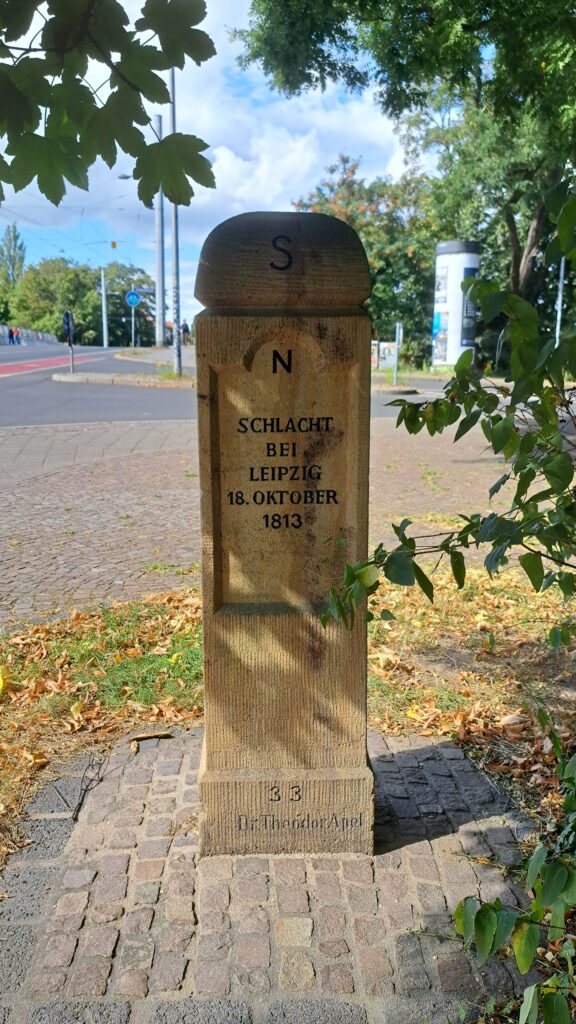 S
N
SCHLACHT
BEI
LEIPZIG
18. OKTOBER
1813
33
Dr. Theodor Apel